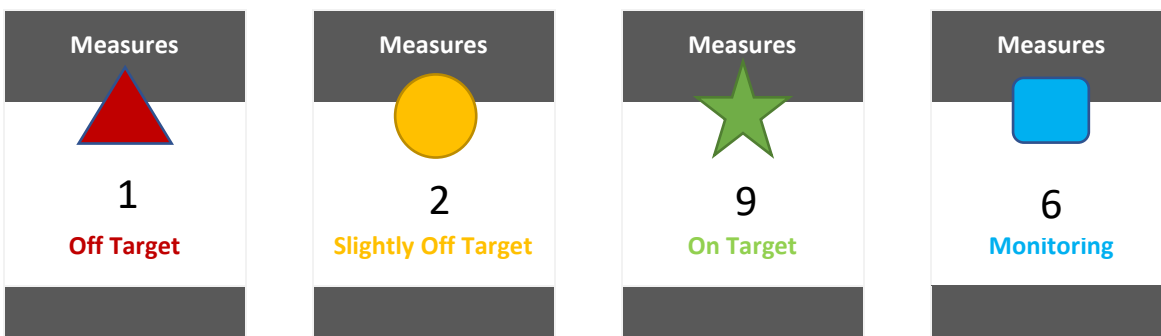 Measures
1
Off Target
Measures
2
Slightly Off Target
Measures
9
On Target
Measures
6
Monitoring